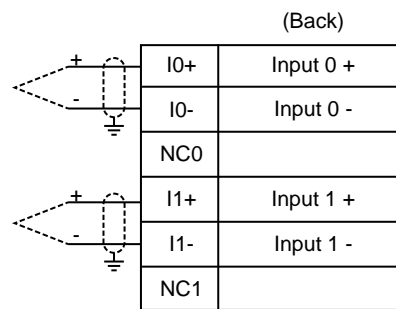 (Back)
+ I0+ Input 0 +
- I0- Input 0 -
NC0
+ I1+ Input 1 +
- I1- Input 1 -
NC1